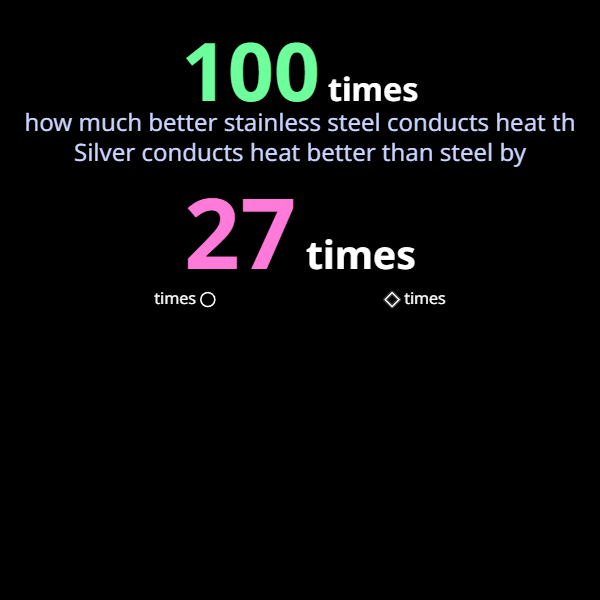 100 times
how much better stainless steel conducts heat th
Silver conducts heat better than steel by
27 times
times ○ ◇ times